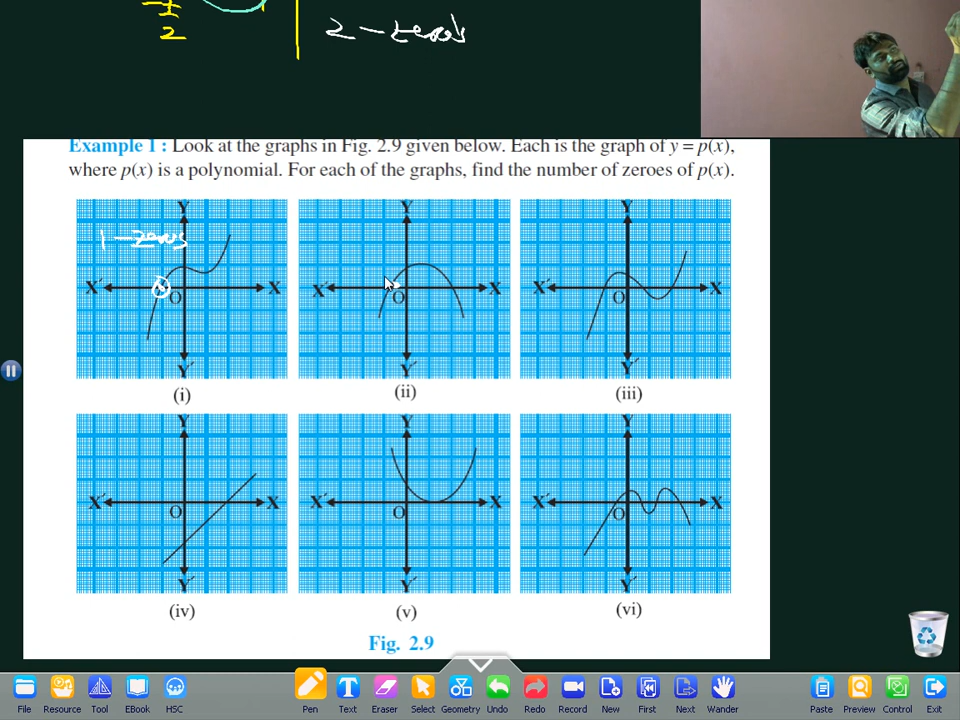 -1
2
2 - zero's
Example 1 : Look at the graphs in Fig. 2.9 given below. Each is the graph of y = p(x),
where p(x) is a polynomial. For each of the graphs, find the number of zeroes of p(x).
Y Y Y
1 - zeros
X′ O X X′ O X X′ O X
Y′ Y′ Y′
(i) (ii) (iii)
Y Y Y
X′ O X X′ O X X′ O X
Y′ Y′ Y′
(iv) (v) (vi)
Fig. 2.9
File Resource Tool EBook HSC Pen Text Eraser Select Geometry Undo Redo Record New First Next Wander Paste Preview Control Exit